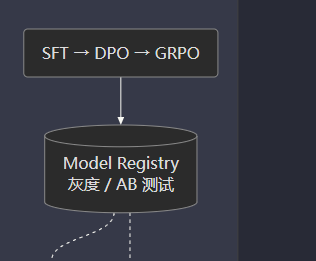 SFT → DPO → GRPO
Model Registry
灰度 / AB 测试